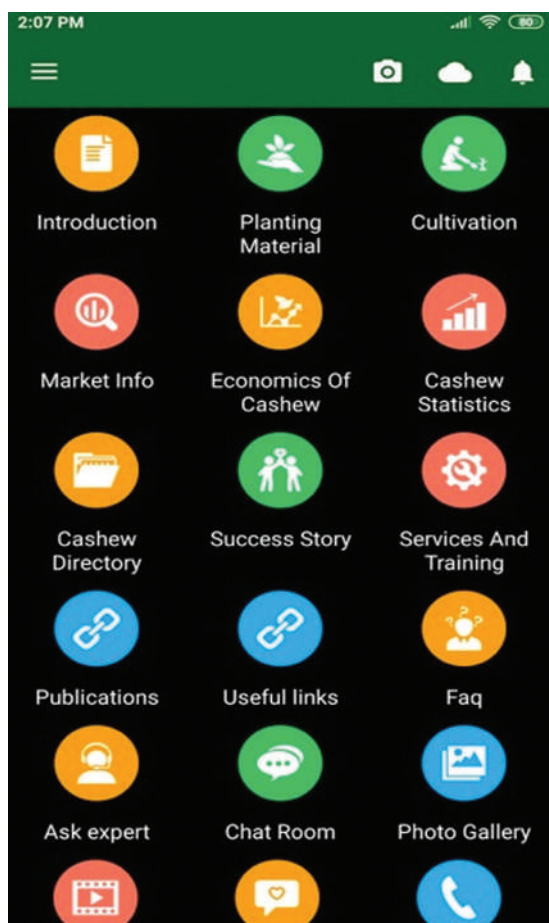 2:07 PM 80
Introduction
Planting
Material
Cultivation
Market Info
Economics Of
Cashew
Cashew
Statistics
Cashew
Directory
Success Story
Services And
Training
Publications
Useful links
Faq
Ask expert
Chat Room
Photo Gallery